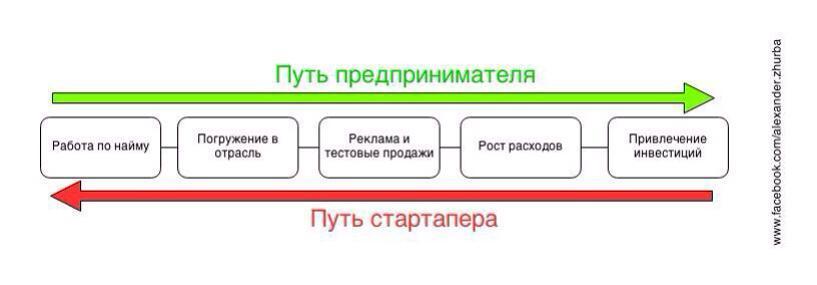 Путь предпринимателя
Работа по найму
Погружение в
отрасль
Реклама и
тестовые продажи
Рост расходов
Привлечение
инвестиций
Путь стартапера
www.facebook.com/alexander.zhurba